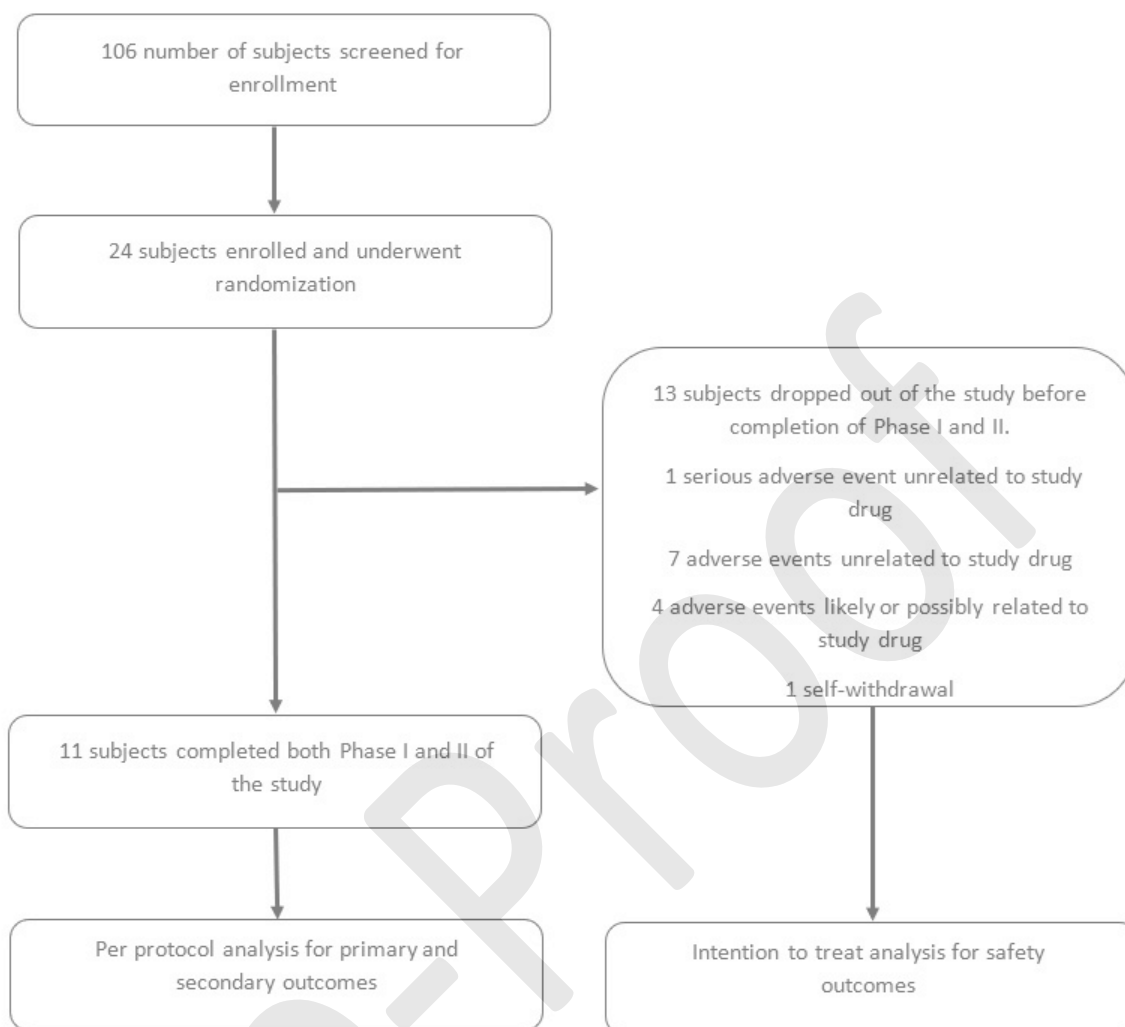 106 number of subjects screened for
enrollment
24 subjects enrolled and underwent
randomization
13 subjects dropped out of the study before
completion of Phase I and II.
1 serious adverse event unrelated to study
drug
7 adverse events unrelated to study drug
4 adverse events likely or possibly related to
study drug
1 self-withdrawal
11 subjects completed both Phase I and II of
the study
Per protocol analysis for primary and
secondary outcomes
Intention to treat analysis for safety
outcomes
-Proof